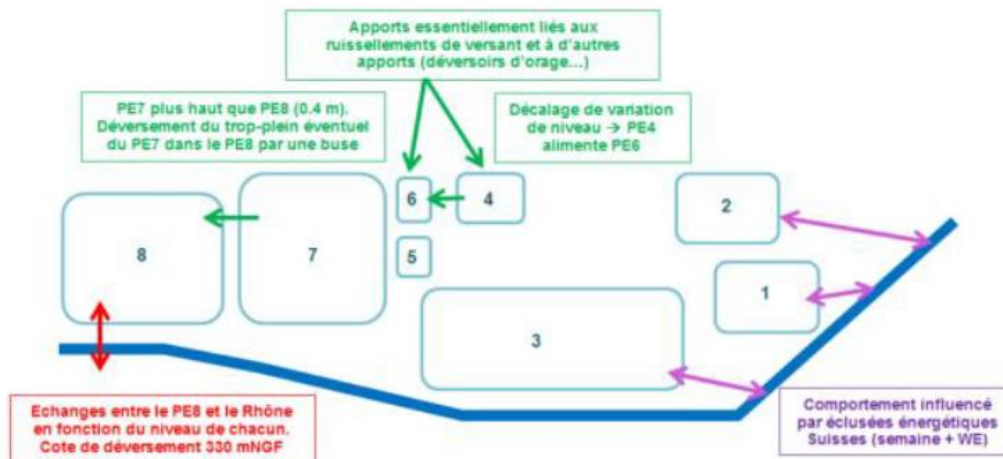 Apports essentiellement liés aux
ruissellements de versant et à d'autres
apports (déversoirs d'orage…)
PE7 plus haut que PE8 (0.4 m).
Déversement du trop-plein éventuel
du PE7 dans le PE8 par une buse
Décalage de variation
de niveau → PE4
alimente PE6
6
4
2
8
7
5
1
3
Echanges entre le PE8 et le Rhône
en fonction du niveau de chacun.
Cote de déversement 330 mNGF
Comportement influencé
par éclusées énergétiques
Suisses (semaine + WE)